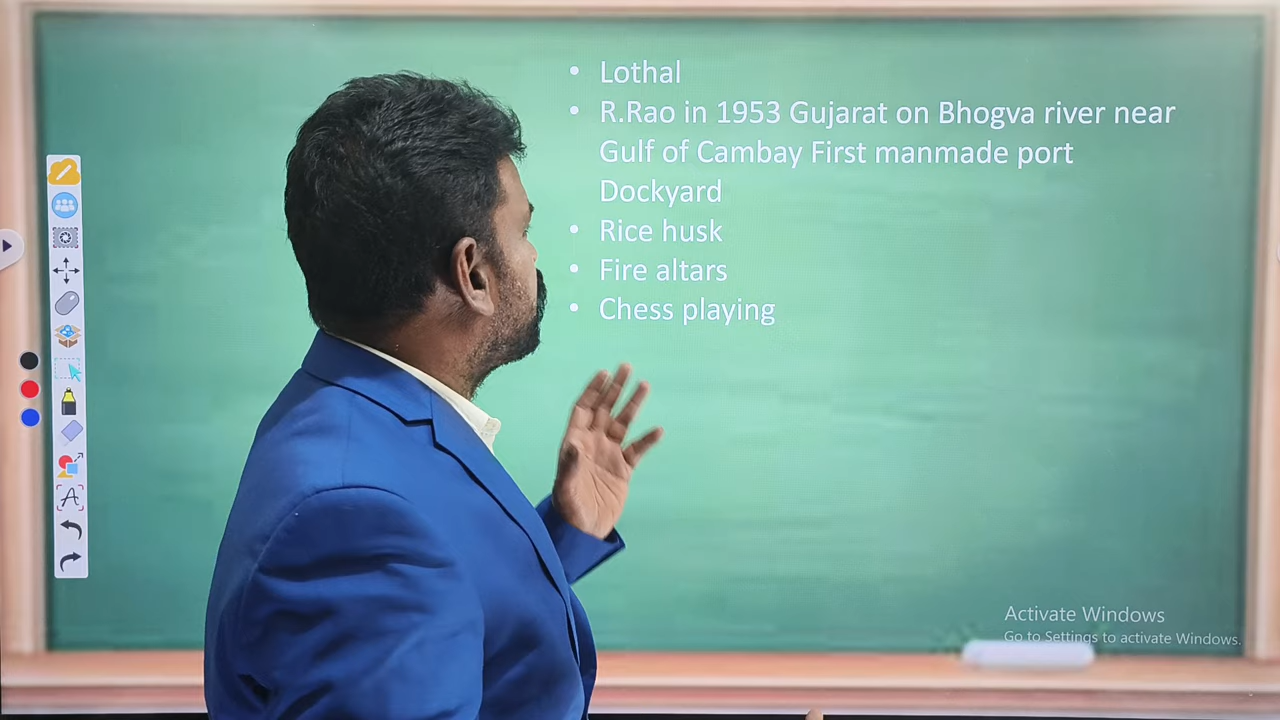 • Lothal
• R.Rao in 1953 Gujarat on Bhogva river near
Gulf of Cambay First manmade port
Dockyard
• Rice husk
• Fire altars
• Chess playing
A
Activate Windows
Go to Settings to activate Windows.